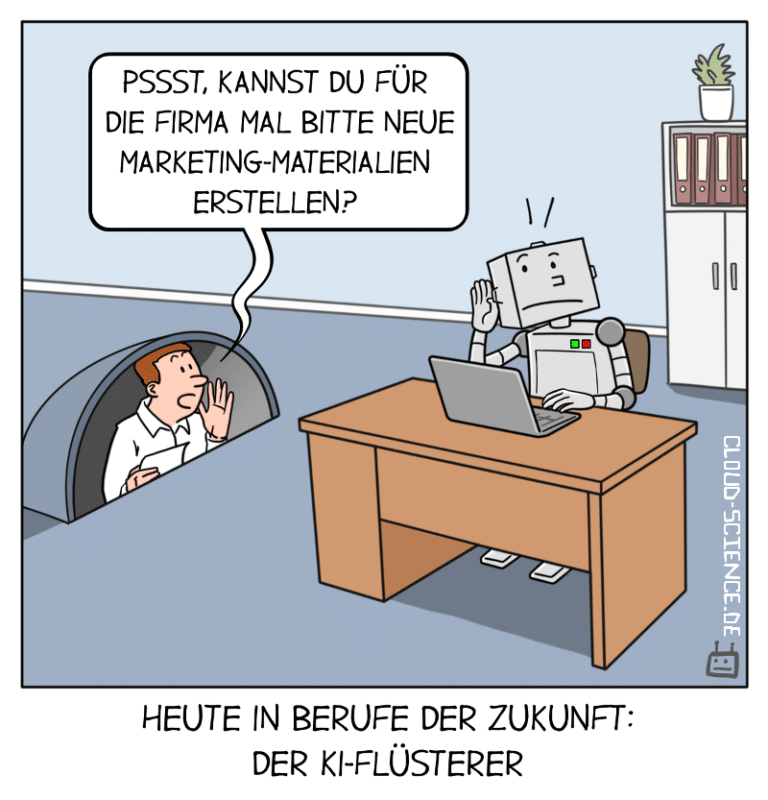 PSSST, KANNST DU FÜR
DIE FIRMA MAL BITTE NEUE
MARKETING-MATERIALIEN
ERSTELLEN?
CLOUD-SCIENCE.DE
HEUTE IN BERUFE DER ZUKUNFT:
DER KI-FLÜSTERER